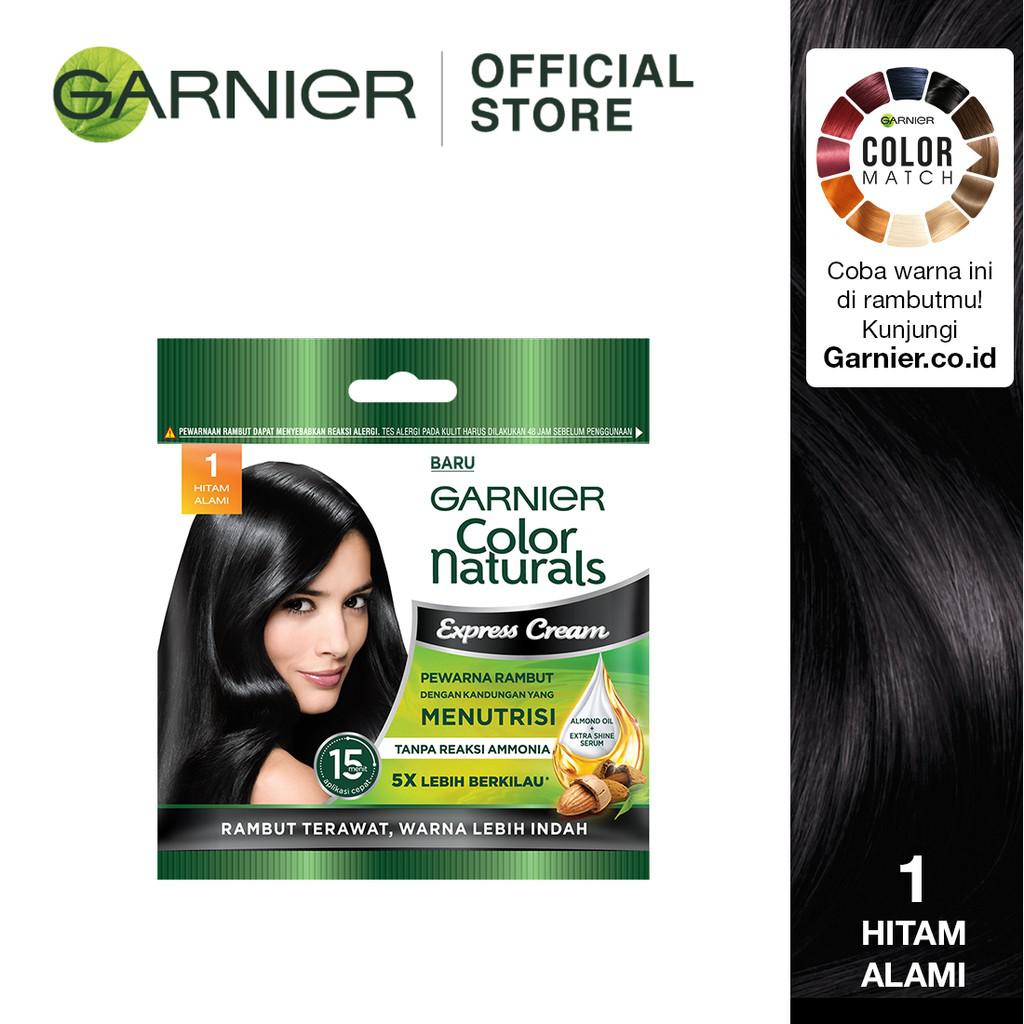 GARNIER
OFFICIAL
STORE
GARNIER
COLOR
MATCH
Coba warna ini
di rambutmu!
Kunjungi
Garnier.co.id
PEWARNAAN RAMBUT DAPAT MENYEBABKAN REAKSI ALERGI. TES ALERGI PADA KULIT HARUS DILAKUKAN 48 JAM SEBELUM PENGGUNAAN
1
HITAM
ALAMI
BARU
GARNIER
Color
Naturals
Express Cream
PEWARNA RAMBUT
DENGAN KANDUNGAN YANG
MENUTRISI
ALMOND OIL
+
EXTRA SHINE
SERUM
TANPA REAKSI AMMONIA
5X LEBIH BERKILAU*
15
menit
aplikasi cepat
RAMBUT TERAWAT, WARNA LEBIH INDAH
1
HITAM
ALAMI